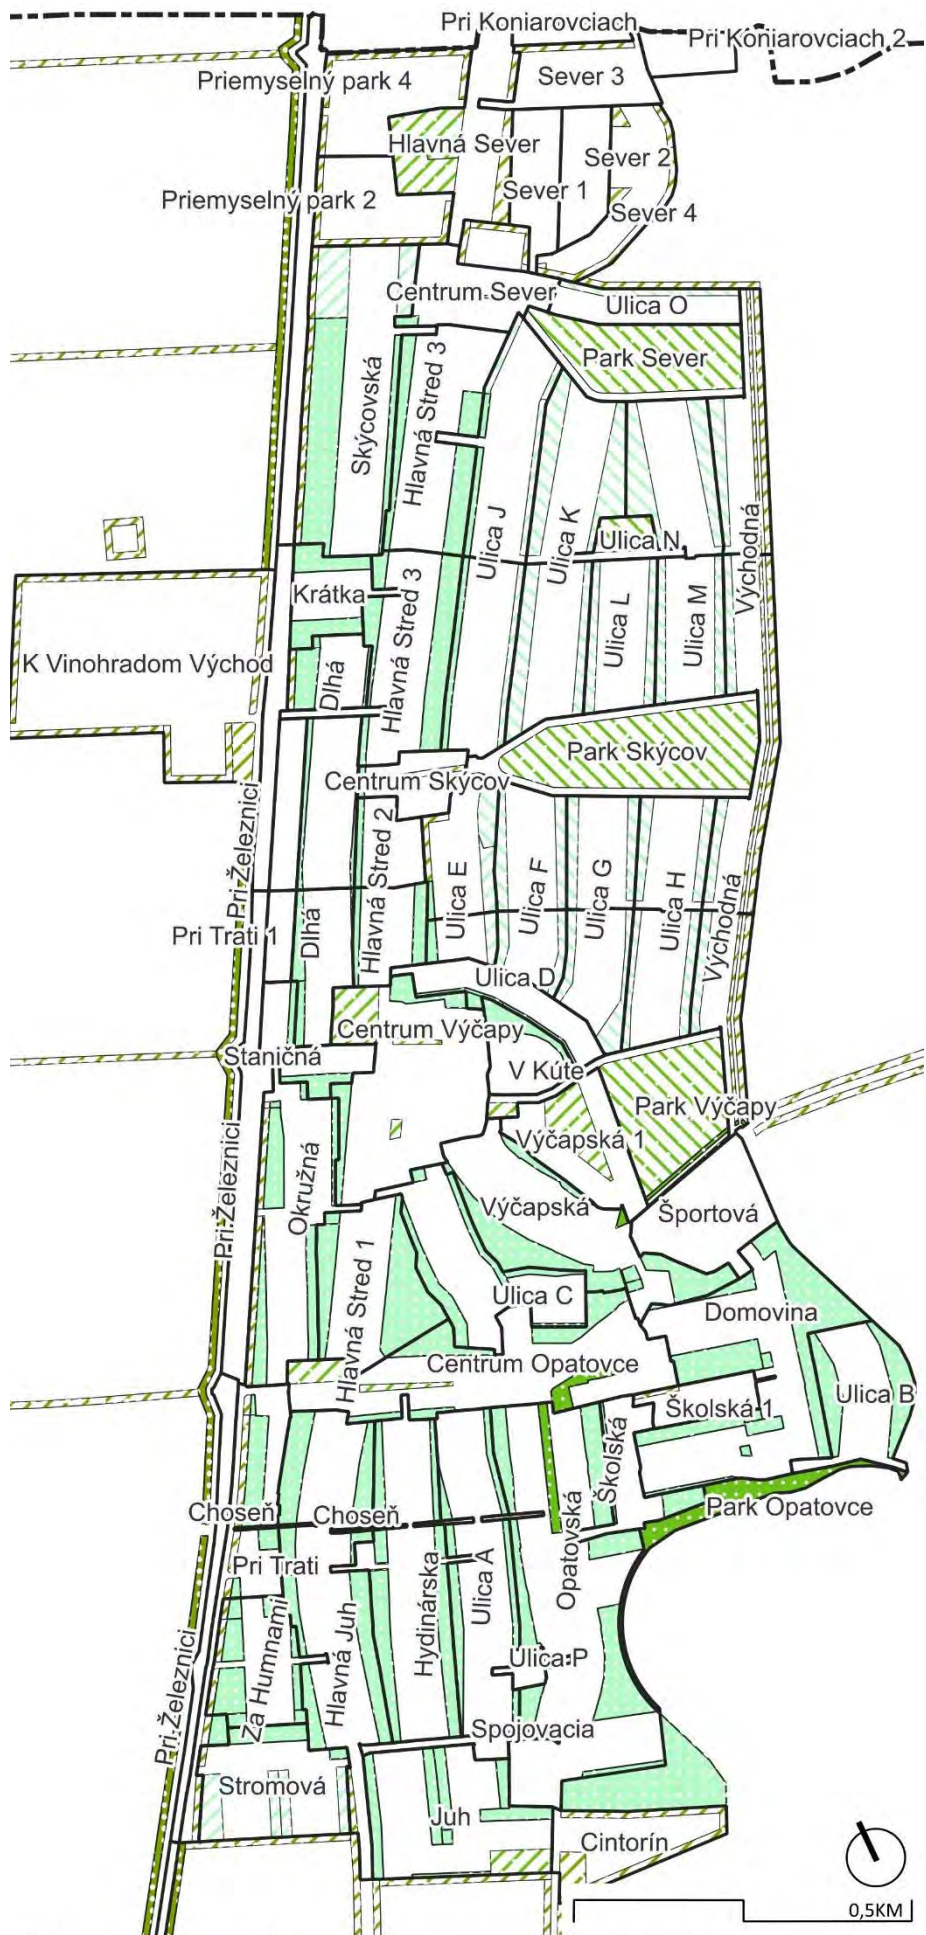 Pri Koniarovciach
Pri Koniarovciach 2
Priemyselný park 4
Sever 3
Hlavná Sever
Sever 2
Sever 1
Priemyselný park 2
Sever 4
Centrum Sever
Ulica O
Park Sever
Skýcovská
Hlavná Stred 3
Ulica J
Ulica K
Ulica N
Východná
Krátka
Hlavná Stred 3
Ulica L
Ulica M
K Vinohradom Východ
Dlhá
Park Skýcov
Centrum Skýcov
Pri Železnici
Hlavná Stred 2
Ulica E
Ulica F
Ulica G
Ulica H
Východná
Pri Trati 1
Dlhá
Ulica D
Centrum Výčapy
Staničná
V Kúte
Park Výčapy
Výčapská 1
Pri Železnici
Okružná
Výčapská
Športová
Hlavná Stred 1
Ulica C
Domovina
Centrum Opatovce
Ulica B
Školská 1
Školská
Park Opatovce
Choseň
Choseň
Opatovská
Pri Trati
Hydinárska
Ulica A
Za Humnami
Hlavná Juh
Ulica P
Pri Železnici
Spojovacia
Stromová
Juh
Cintorín
0,5KM